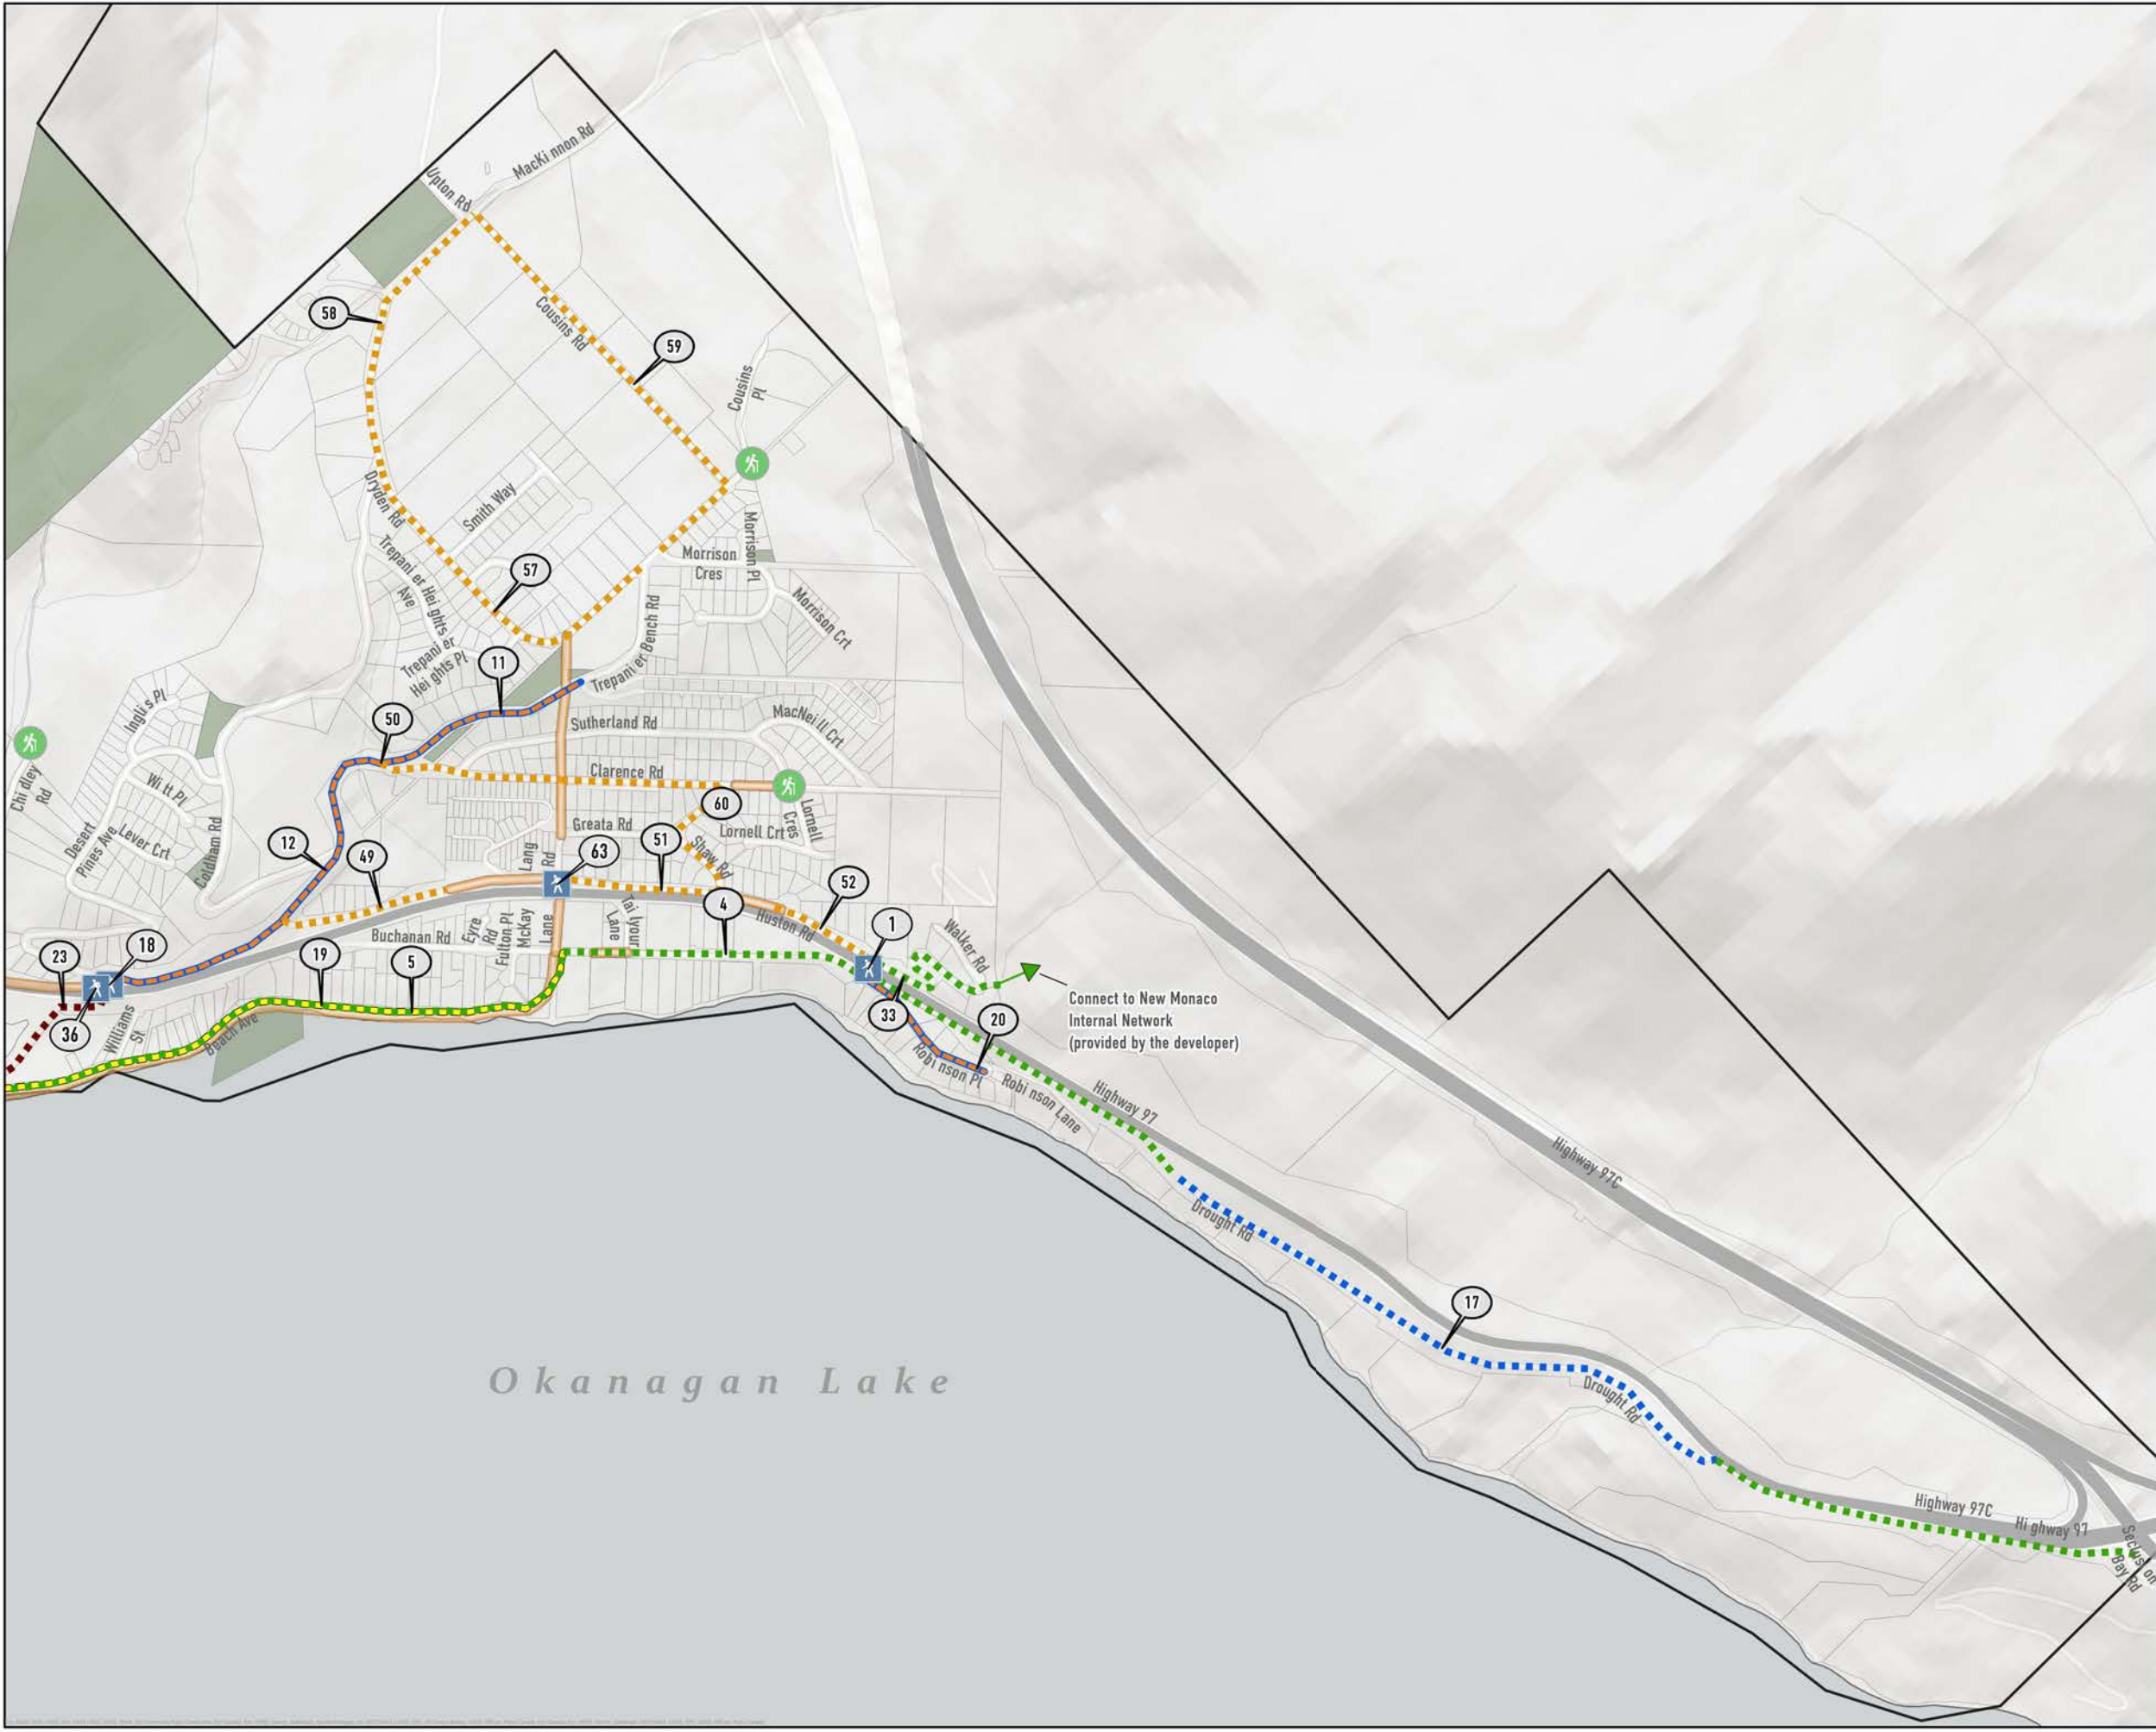 MacKi nnon Rd
Upton Rd
58
Cousins Rd
59
Cousins
Pl
Dryden Rd
Smith Way
Morrison Pl
Morrison
Cres
57
Trepani er Hei ghts
Ave
Morrison Crt
Trepani er
Hei ghts Pl
Trepani er Bench Rd
11
Ingli s Pl
50
Sutherland Rd
MacNei ll Crt
Chi dley
Rd
Wi tt Pl
Clarence Rd
60
Desert
Pines Ave
Lever Crt
Coldham Rd
12
49
Greata Rd
Lang
Rd
63
51
Shaw Rd
Lornell Crt
Lornell
Cres
52
4
Huston Rd
1
Walker Rd
Buchanan Rd
Eyre
Rd
Fulton Pl
McKay
Lane
Tai lyour
Lane
23
18
19
5
36
Williams
St
Beach Ave
33
20
Connect to New Monaco
Internal Network
(provided by the developer)
Robi nson Pl
Robi nson Lane
Highway 97
Highway 97C
Drought Rd
17
Drought Rd
Okanagan Lake
Highway 97C
Hi ghway 97
Seclusi on
Bay Rd